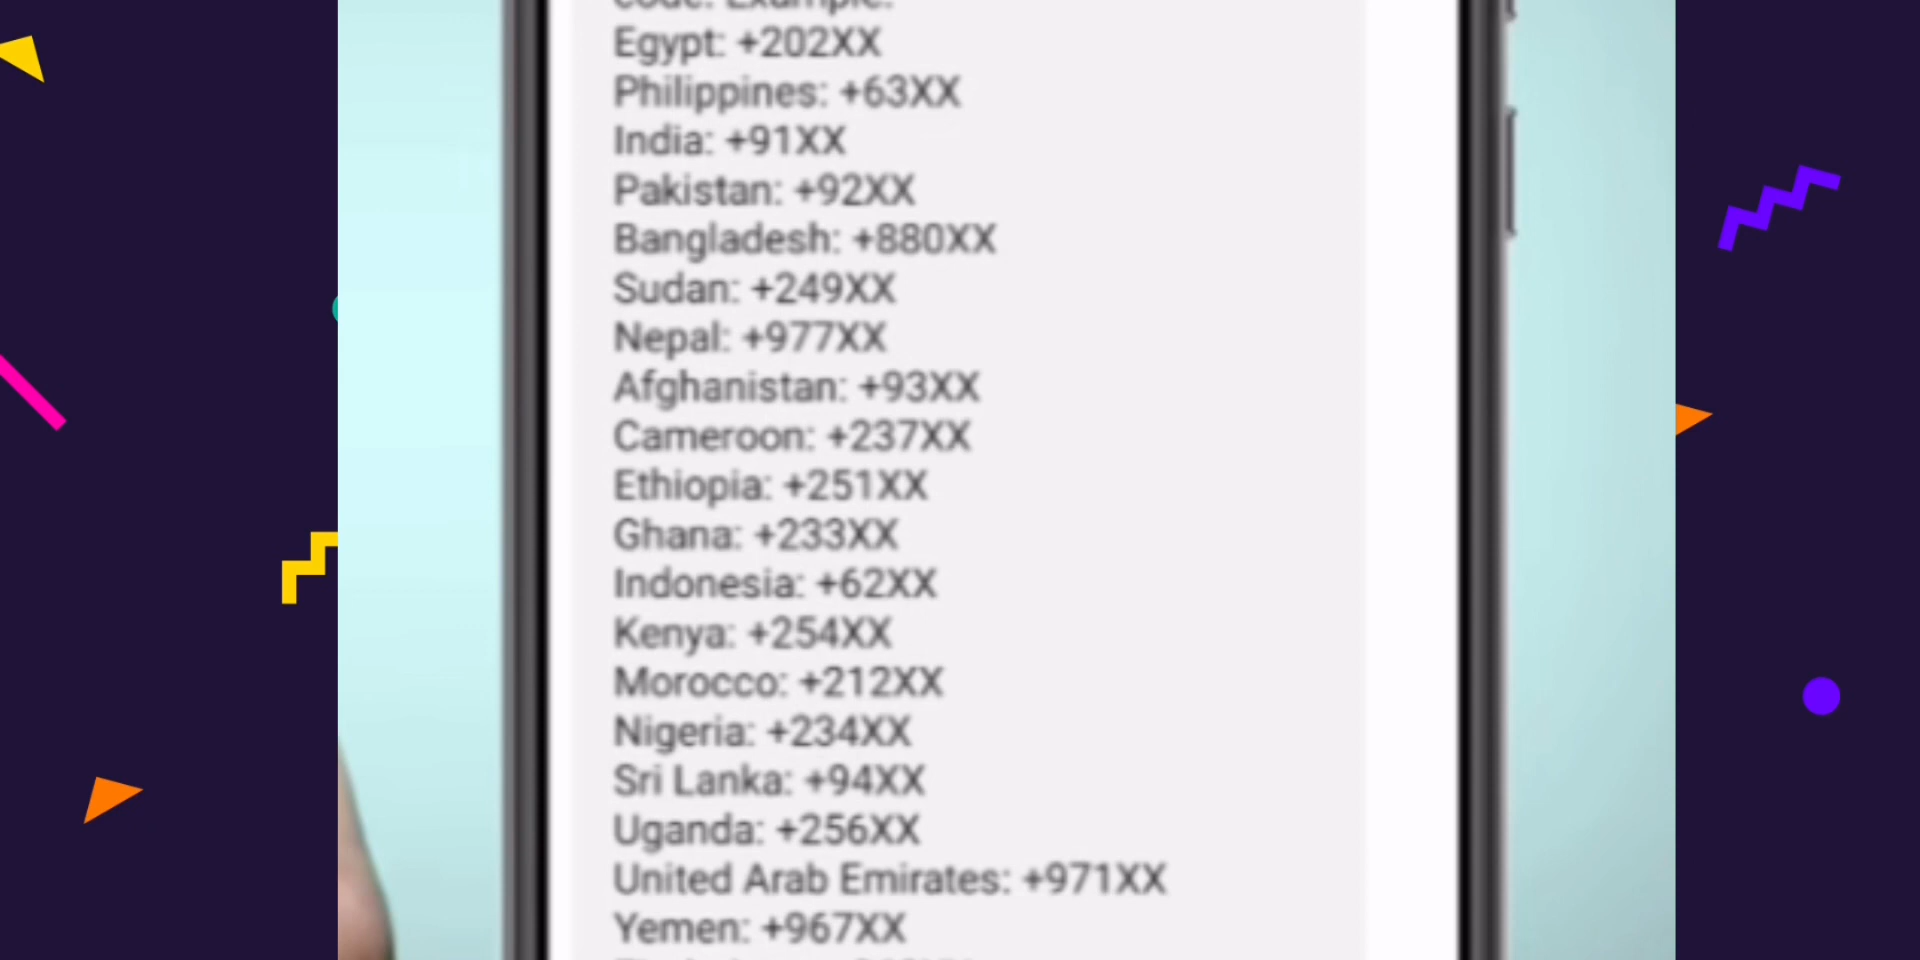 code. Example:
Egypt: +202XX
Philippines: +63XX
India: +91XX
Pakistan: +92XX
Bangladesh: +880XX
Sudan: +249XX
Nepal: +977XX
Afghanistan: +93XX
Cameroon: +237XX
Ethiopia: +251XX
Ghana: +233XX
Indonesia: +62XX
Kenya: +254XX
Morocco: +212XX
Nigeria: +234XX
Sri Lanka: +94XX
Uganda: +256XX
United Arab Emirates: +971XX
Yemen: +967XX